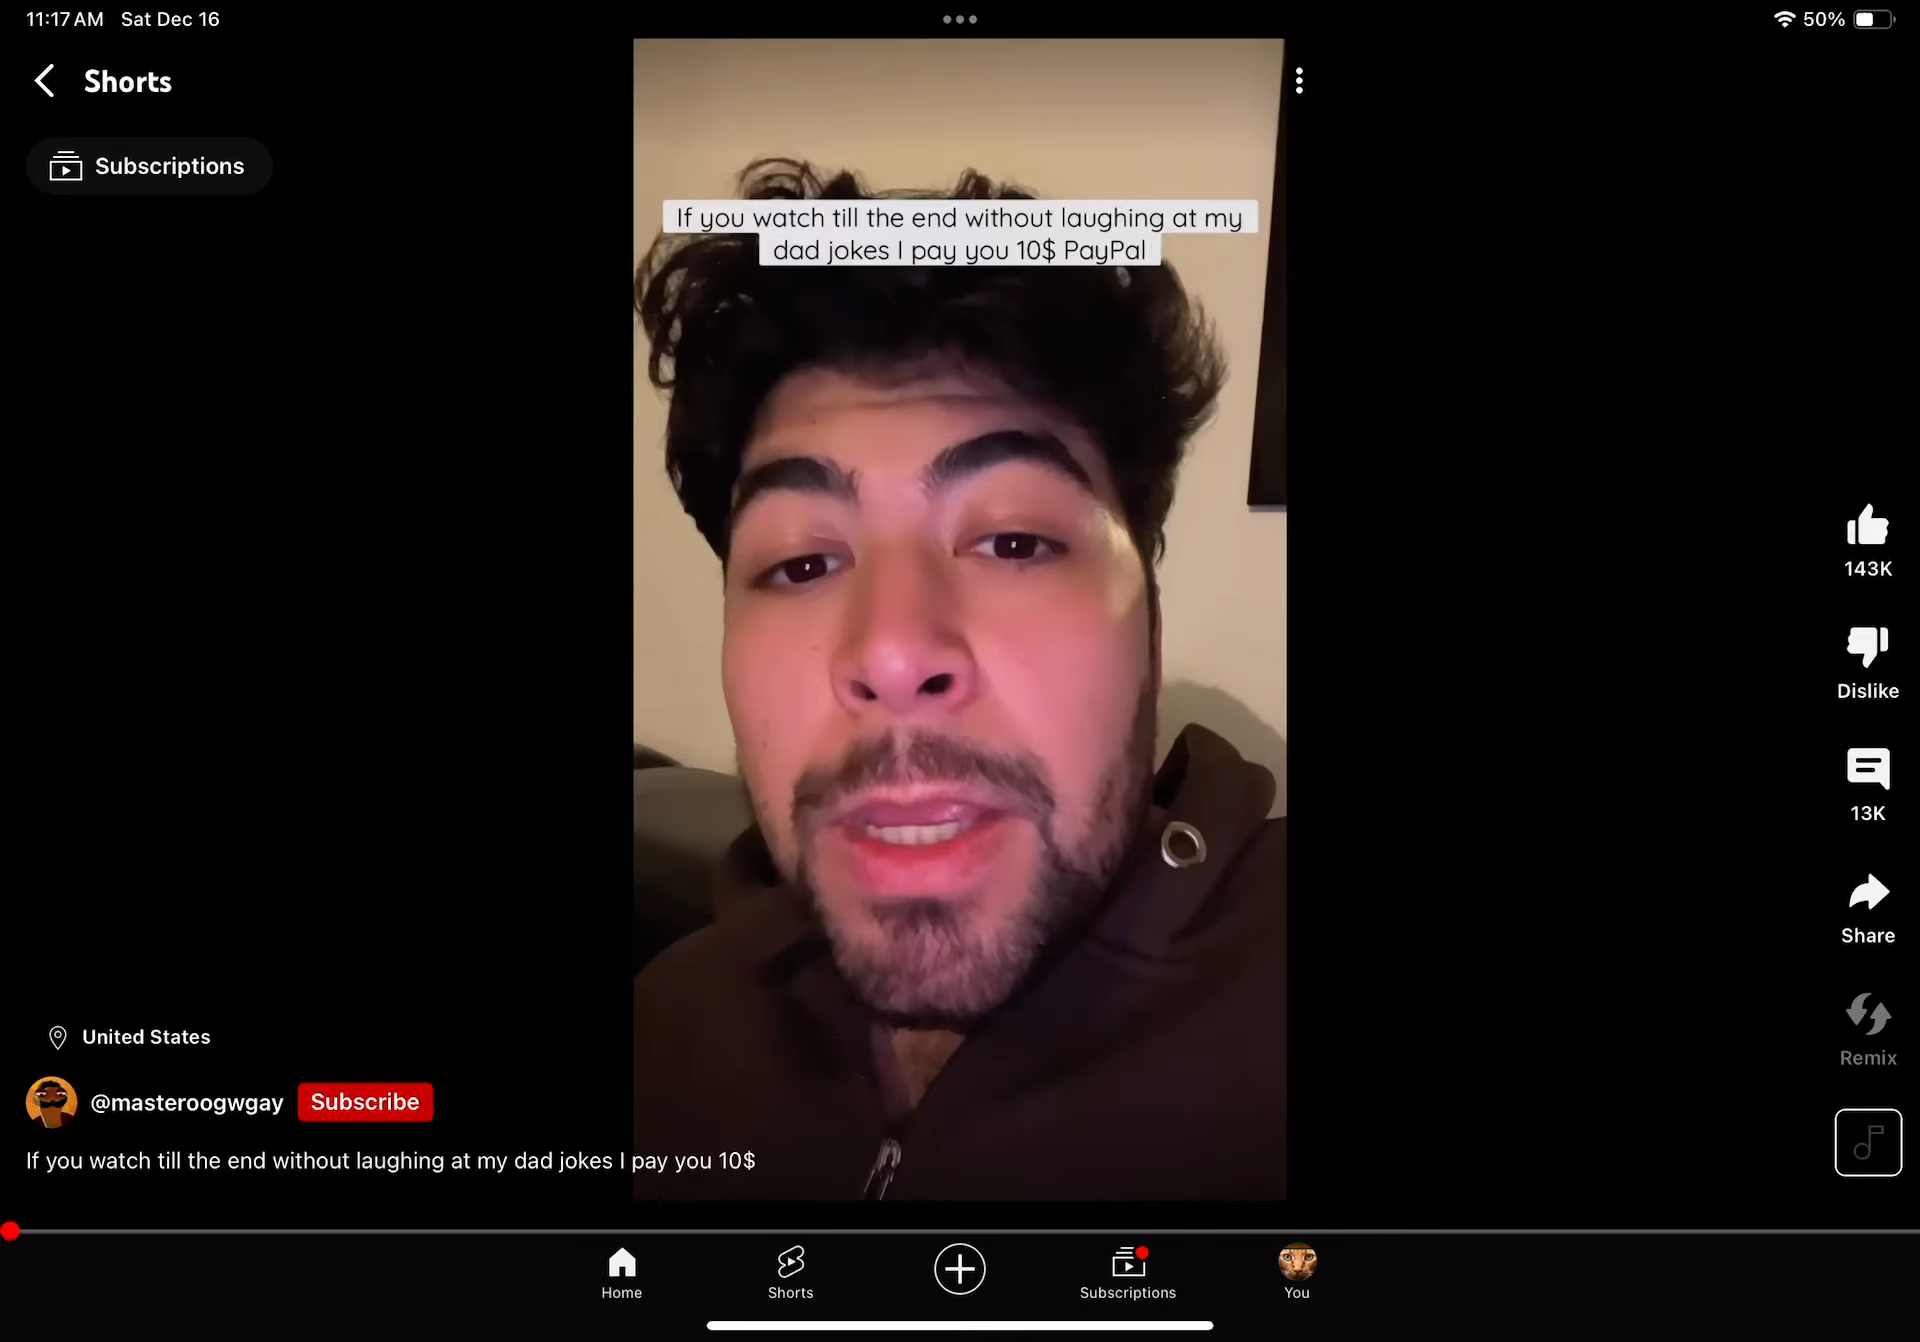 11:17 AM Sat Dec 16
50%
Shorts
Subscriptions
If you watch till the end without laughing at my
dad jokes I pay you 10$ PayPal
143K
Dislike
13K
Share
Remix
United States
@masteroogwgay Subscribe
If you watch till the end without laughing at my dad jokes I pay you 10$
Home
Shorts
Subscriptions
You